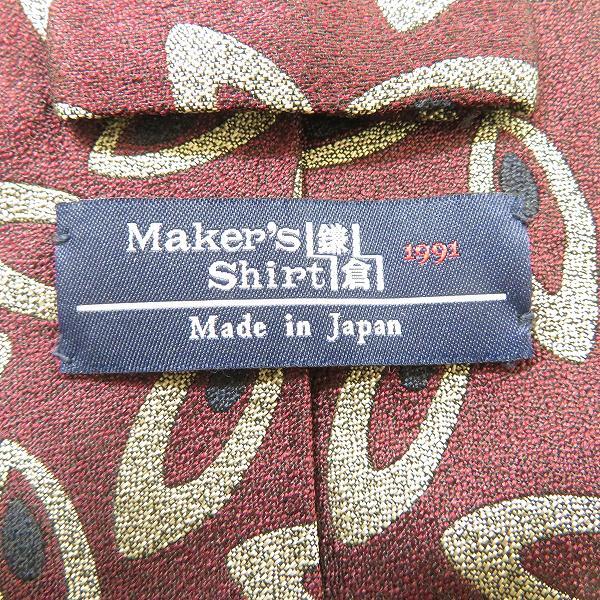 Maker's 鎌 1991
Shirt 倉
Made in Japan